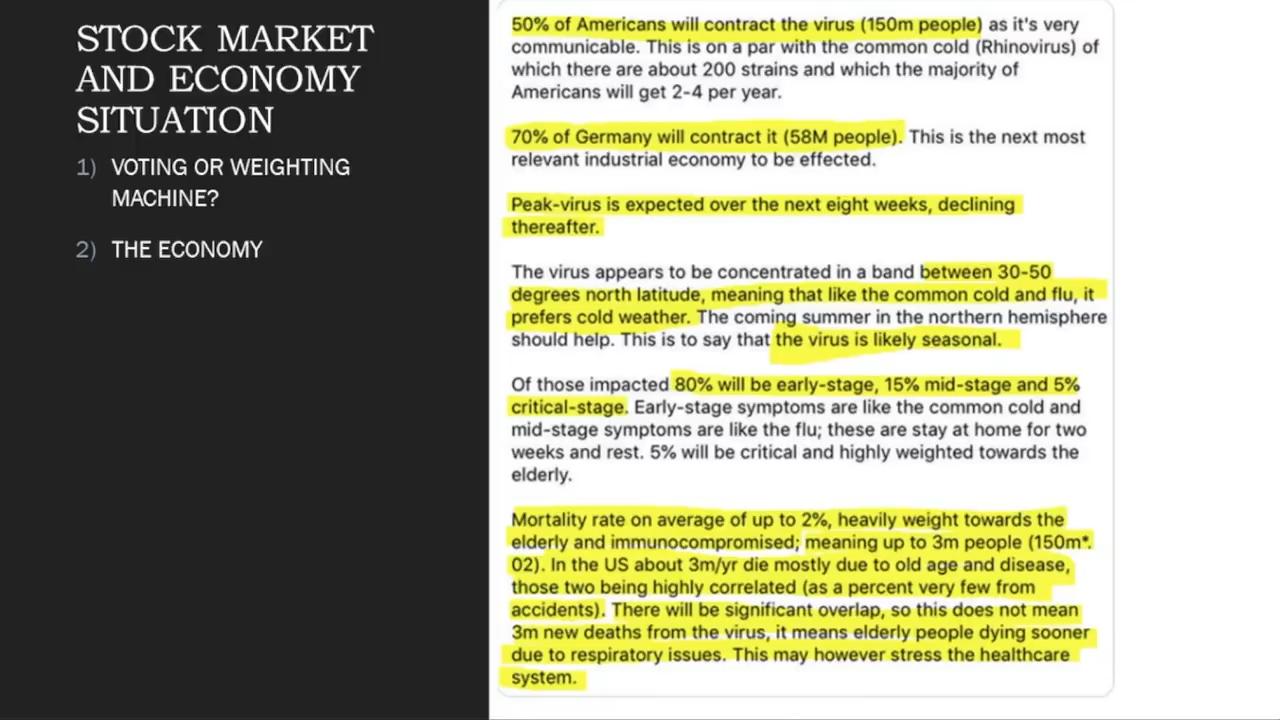 STOCK MARKET
AND ECONOMY
SITUATION
1) VOTING OR WEIGHTING
MACHINE?
2) THE ECONOMY
50% of Americans will contract the virus (150m people) as it's very
communicable. This is on a par with the common cold (Rhinovirus) of
which there are about 200 strains and which the majority of
Americans will get 2-4 per year.
70% of Germany will contract it (58M people). This is the next most
relevant industrial economy to be effected.
Peak-virus is expected over the next eight weeks, declining
thereafter.
The virus appears to be concentrated in a band between 30-50
degrees north latitude, meaning that like the common cold and flu, it
prefers cold weather. The coming summer in the northern hemisphere
should help. This is to say that the virus is likely seasonal.
Of those impacted 80% will be early-stage, 15% mid-stage and 5%
critical-stage. Early-stage symptoms are like the common cold and
mid-stage symptoms are like the flu; these are stay at home for two
weeks and rest. 5% will be critical and highly weighted towards the
elderly.
Mortality rate on average of up to 2%, heavily weight towards the
elderly and immunocompromised; meaning up to 3m people (150m*.
02). In the US about 3m/yr die mostly due to old age and disease,
those two being highly correlated (as a percent very few from
accidents). There will be significant overlap, so this does not mean
3m new deaths from the virus, it means elderly people dying sooner
due to respiratory issues. This may however stress the healthcare
system.